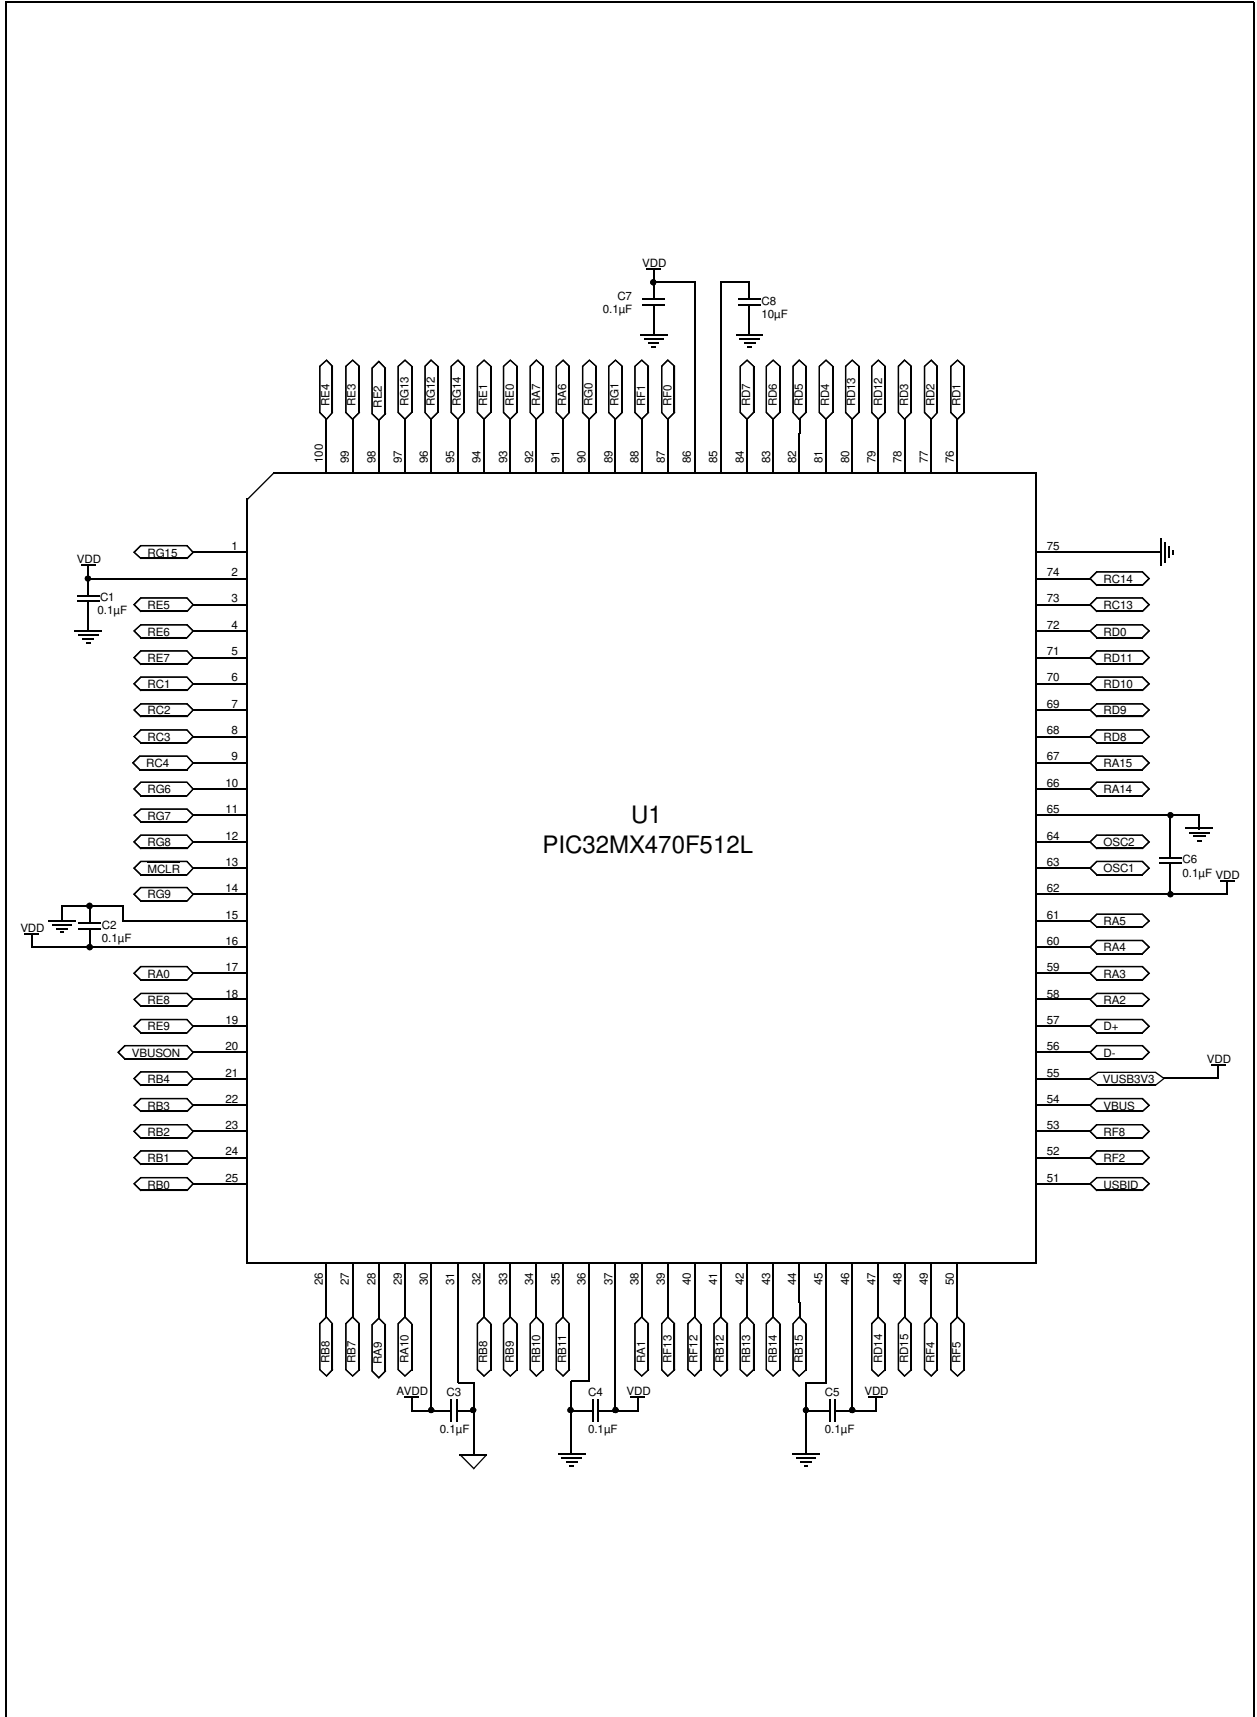 VDD
C7
0.1µF
C8
10µF
RE4
RE3
RE2
RG13
RG12
RG14
RE1
RE0
RA7
RA6
RG0
RG1
RF1
RF0
RD7
RD6
RD5
RD4
RD13
RD12
RD3
RD2
RD1
100
99
98
97
96
95
94
93
92
91
90
89
88
87
86
85
84
83
82
81
80
79
78
77
76
RG15 1
VDD
2
C1
0.1µF
RE5 3
RE6 4
RE7 5
RC1 6
RC2 7
RC3 8
RC4 9
RG6 10
RG7 11
RG8 12
MCLR 13
RG9 14
15
VDD
C2
0.1µF
16
RA0 17
RE8 18
RE9 19
VBUSON 20
RB4 21
RB3 22
RB2 23
RB1 24
RB0 25
U1
PIC32MX470F512L
75
74 RC14
73 RC13
72 RD0
71 RD11
70 RD10
69 RD9
68 RD8
67 RA15
66 RA14
65
64 OSC2
63 OSC1
C6
0.1µF
VDD
62
61 RA5
60 RA4
59 RA3
58 RA2
57 D+
56 D-
VDD
55 VUSB3V3
54 VBUS
53 RF8
52 RF2
51 USBID
26
27
28
29
30
31
32
33
34
35
36
37
38
39
40
41
42
43
44
45
46
47
48
49
50
RB8
RB7
RA9
RA10
RB8
RB9
RB10
RB11
RA1
RF13
RF12
RB12
RB13
RB14
RB15
RD14
RD15
RF4
RF5
AVDD
C3
0.1µF
C4
0.1µF
VDD
C5
0.1µF
VDD